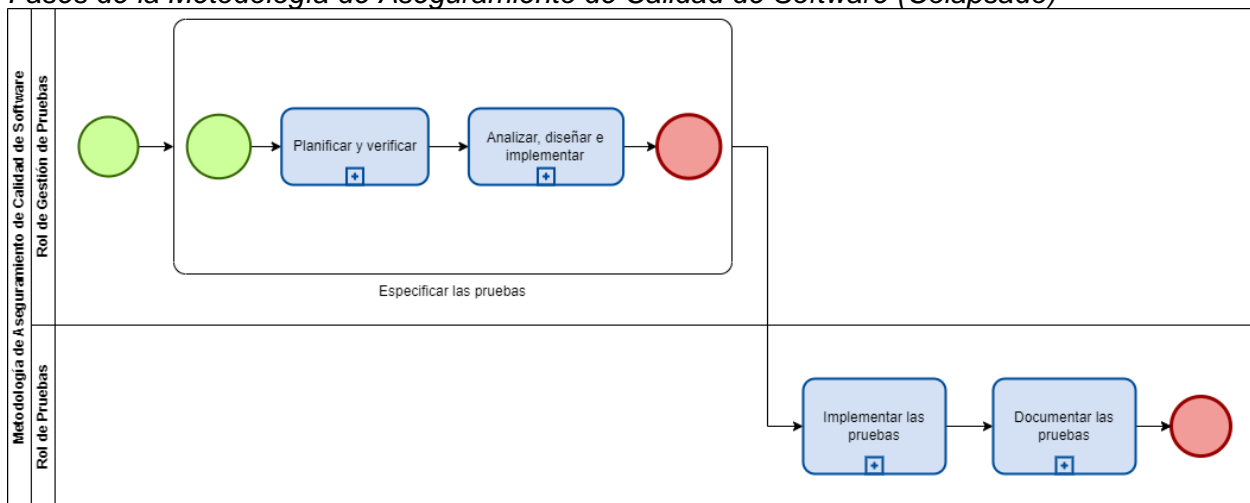 Fases de la Metodología de Aseguramiento de Calidad de Software (Colapsado)
Metodología de Aseguramiento de Calidad de Software
Rol de Gestión de Pruebas
Planificar y verificar
Analizar, diseñar e
implementar
Especificar las pruebas
Rol de Pruebas
Implementar las
pruebas
Documentar las
pruebas